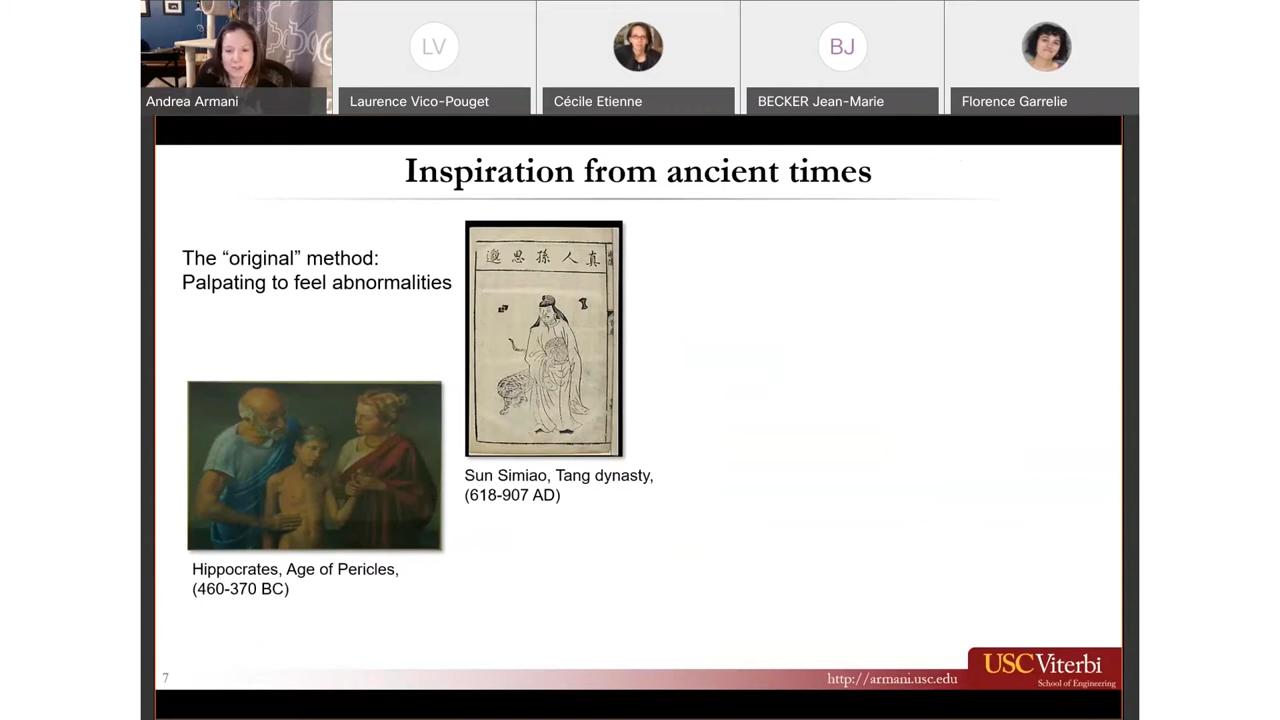 LV
BJ
Andrea Armani
Laurence Vico-Pouget
Cécile Etienne
BECKER Jean-Marie
Florence Garrelie
Inspiration from ancient times
The “original” method:
Palpating to feel abnormalities
邈思孫人真
Sun Simiao, Tang dynasty,
(618-907 AD)
Hippocrates, Age of Pericles,
(460-370 BC)
7
http://armani.usc.edu
USC Viterbi
School of Engineering